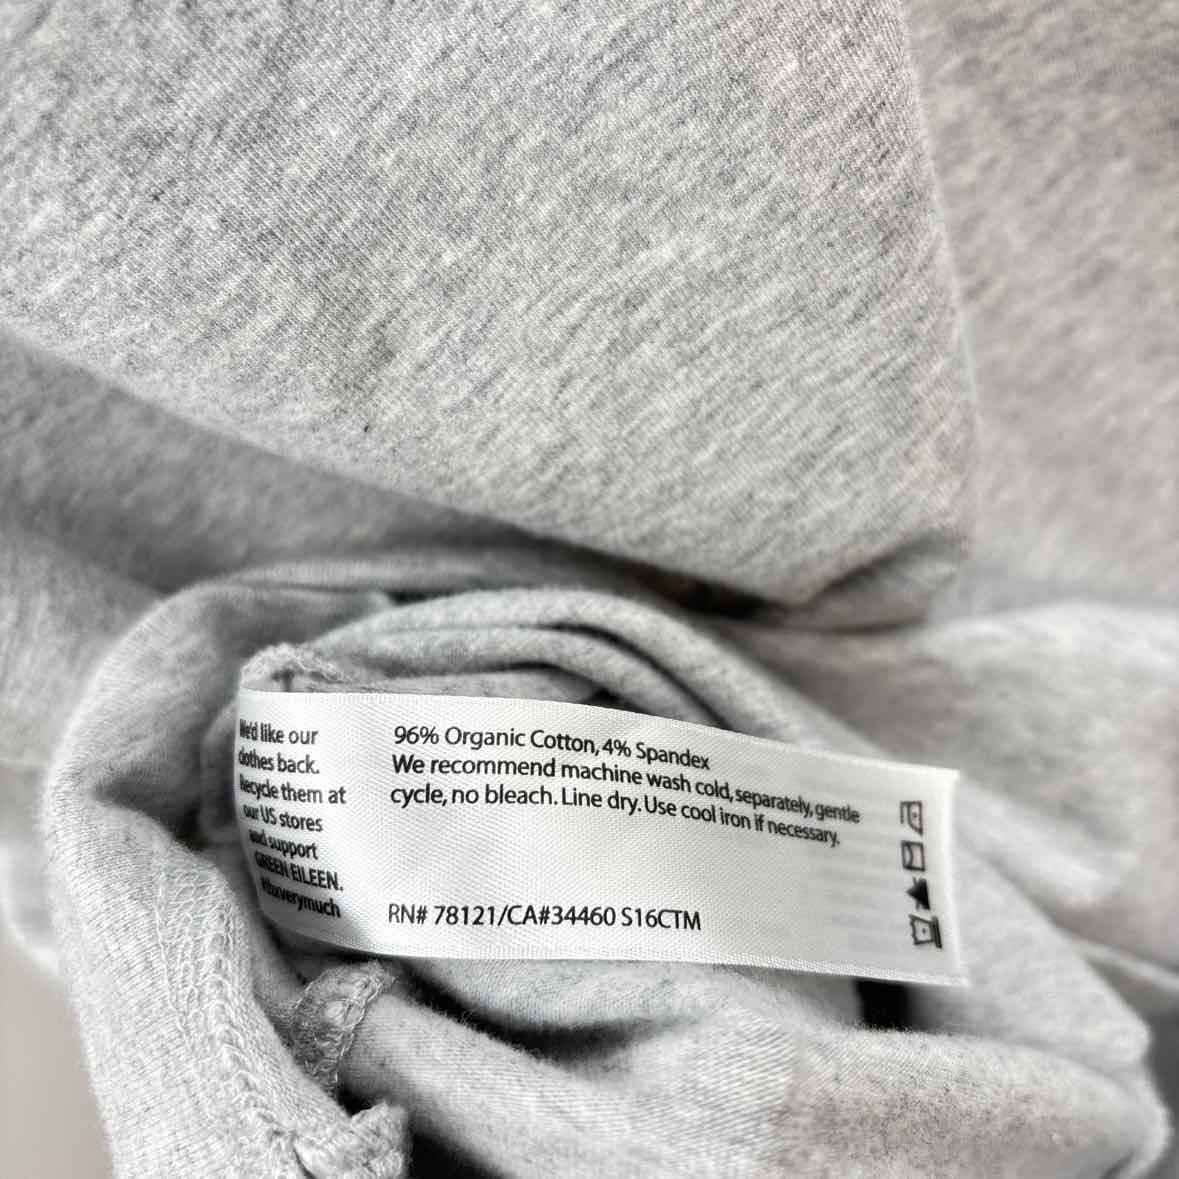 We'd like our
clothes back.
Recycle them at
our US stores
and support
GREEN EILEEN.
96% Organic Cotton, 4% Spandex
We recommend machine wash cold, separately, gentle
cycle, no bleach. Line dry. Use cool iron if necessary.
RN# 78121/CA#34460 S16CTM